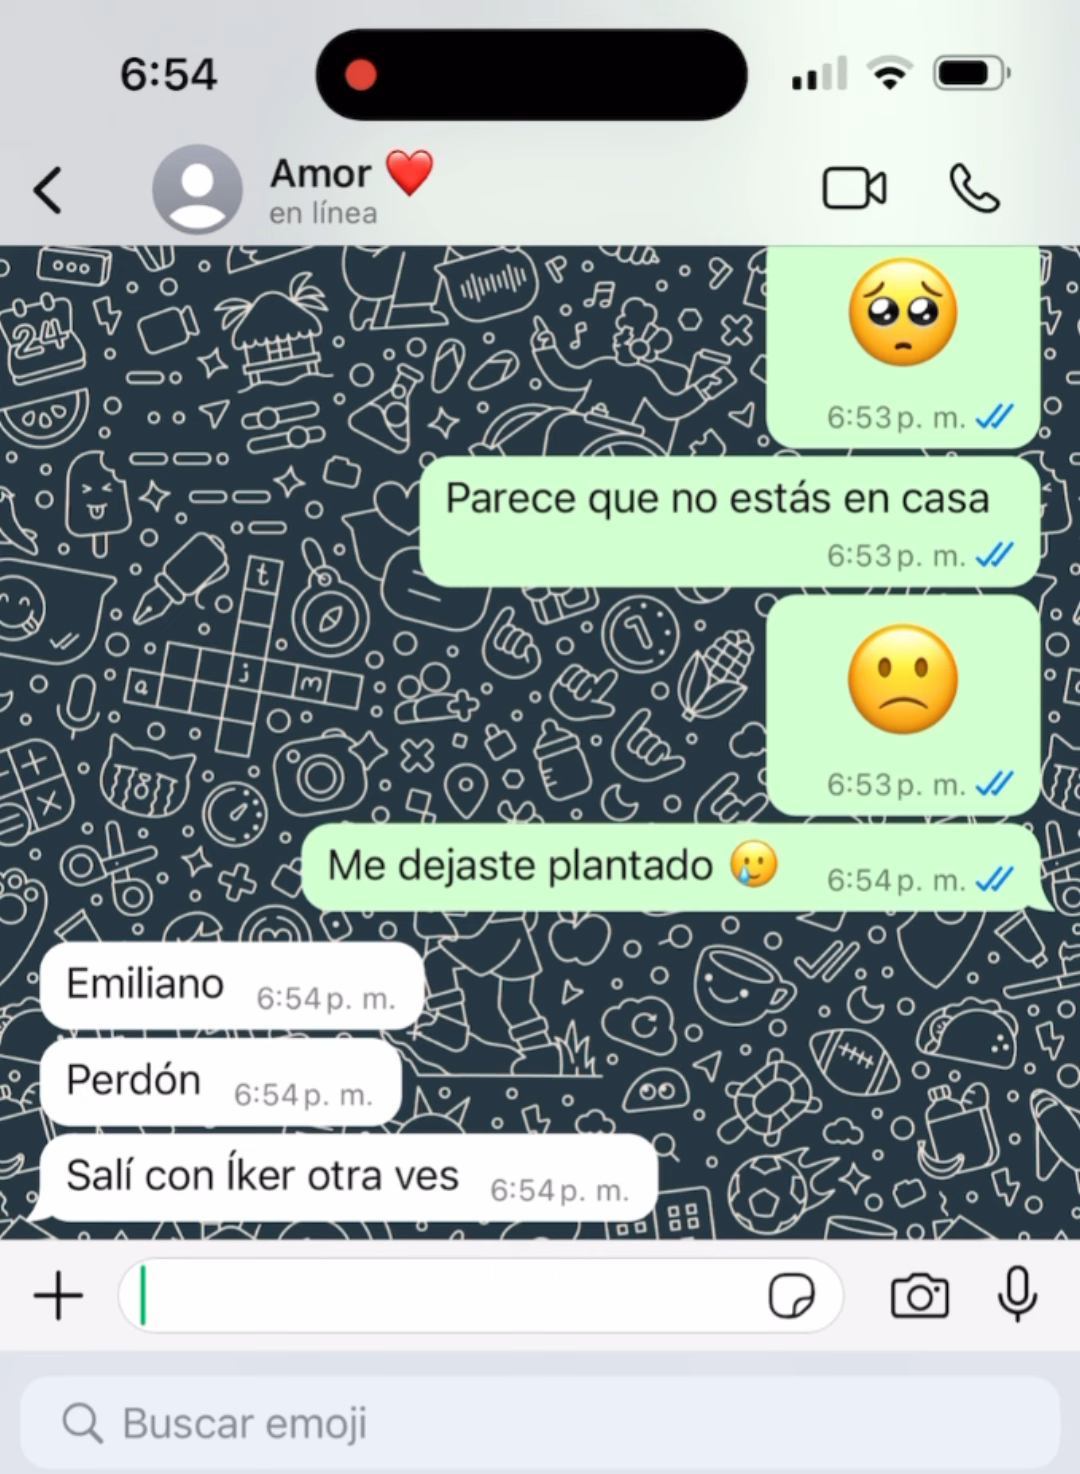 6:54
Amor ❤️
en línea
🥺
6:53 p. m.
Parece que no estás en casa
6:53 p. m.
🙁
6:53 p. m.
Me dejaste plantado 🥲 6:54 p. m.
Emiliano 6:54 p. m.
Perdón 6:54 p. m.
Salí con Íker otra ves 6:54 p. m.
Buscar emoji
24
t
j
a
m